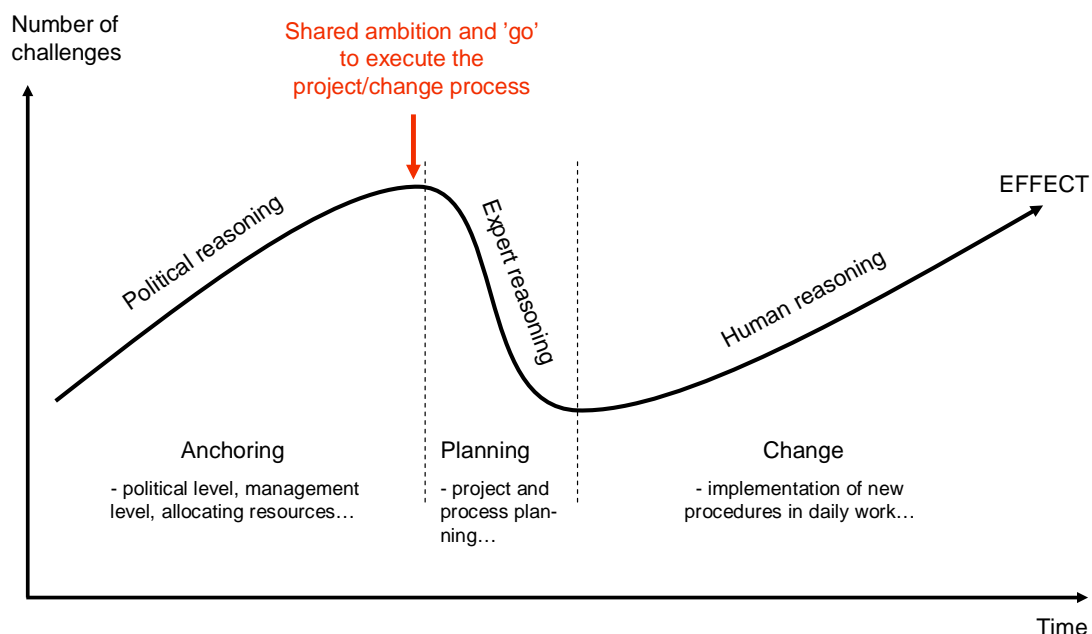 Number of
challenges
Shared ambition and ’go’
to execute the
project/change process
EFFECT
Political reasoning
Expert reasoning
Human reasoning
Anchoring
- political level, management
level, allocating resources…
Planning
- project and
process plan-
ning…
Change
- implementation of new
procedures in daily work…
Time